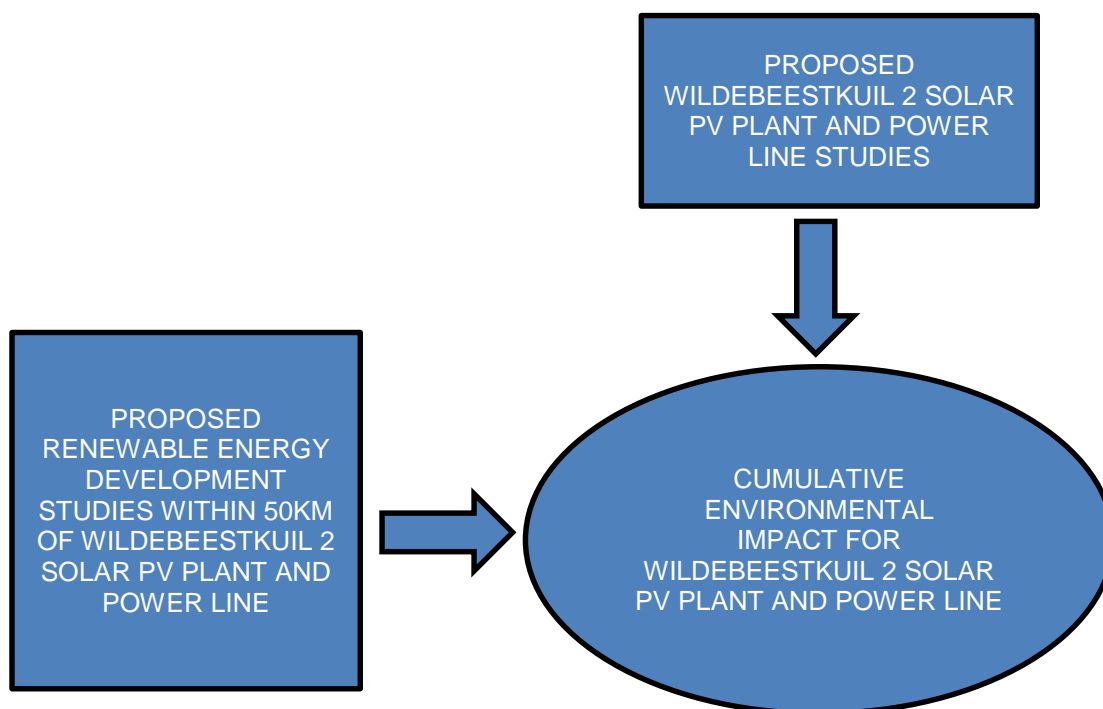 PROPOSED
WILDEBEESTKUIL 2 SOLAR
PV PLANT AND POWER
LINE STUDIES
PROPOSED
RENEWABLE ENERGY
DEVELOPMENT
STUDIES WITHIN 50KM
OF WILDEBEESTKUIL 2
SOLAR PV PLANT AND
POWER LINE
CUMULATIVE
ENVIRONMENTAL
IMPACT FOR
WILDEBEESTKUIL 2 SOLAR
PV PLANT AND POWER LINE